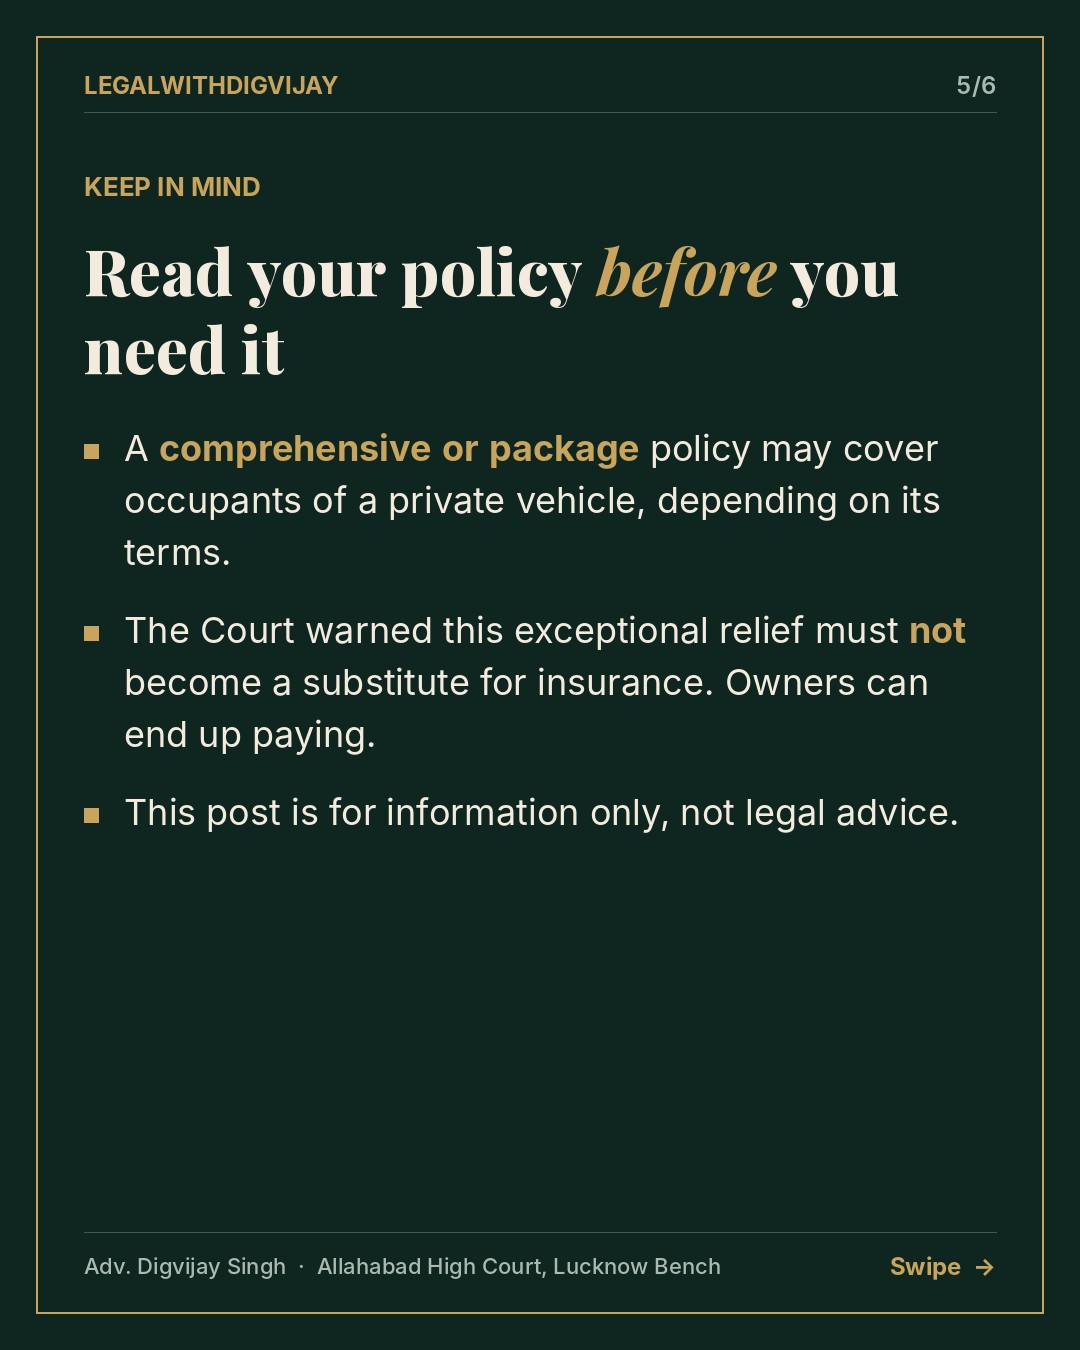 LEGALWITHDIGVIJAY
5/6
KEEP IN MIND
Read your policy before you
need it
A comprehensive or package policy may cover
occupants of a private vehicle, depending on its
terms.
The Court warned this exceptional relief must not
become a substitute for insurance. Owners can
end up paying.
This post is for information only, not legal advice.
Adv. Digvijay Singh · Allahabad High Court, Lucknow Bench
Swipe →